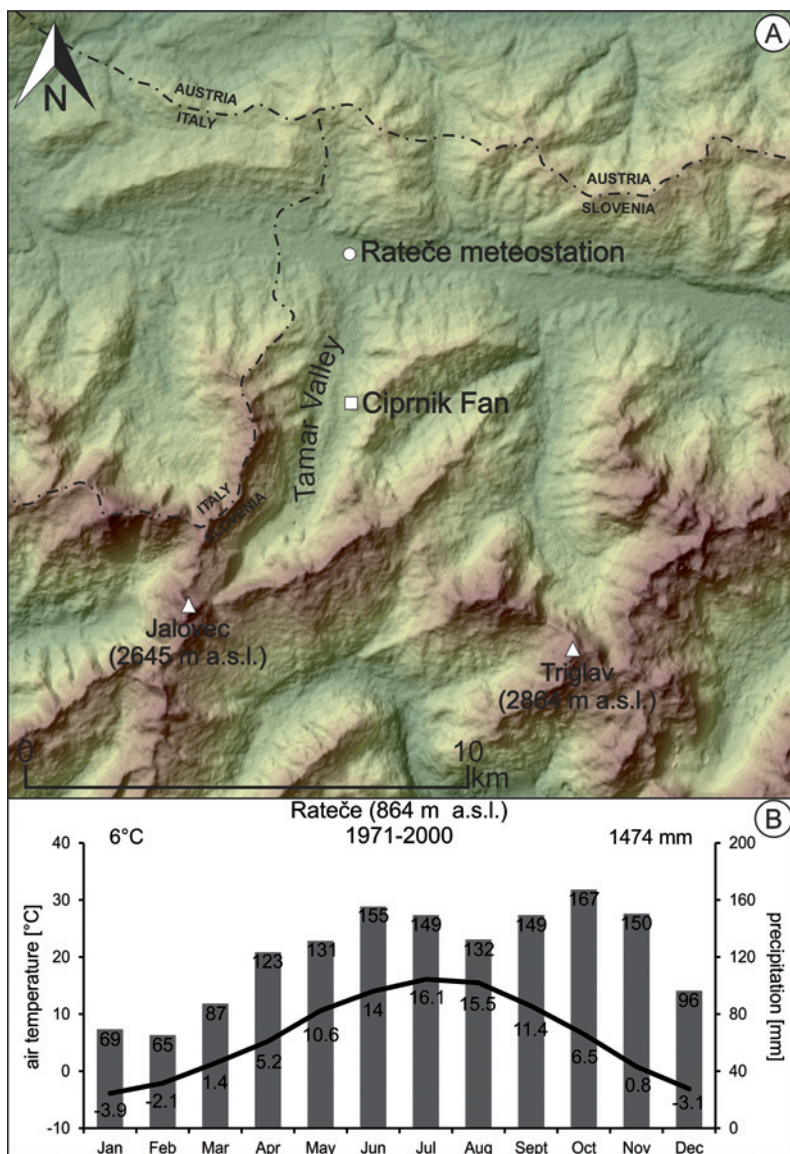 A
N
AUSTRIA
ITALY
AUSTRIA
SLOVENIA
Rateče meteostation
Tamar Valley
Ciprnik Fan
ITALY
SLOVENIA
Jalovec
(2645 m a.s.l.)
Triglav
(2864 m a.s.l.)
0
10
km
B
Rateče (864 m a.s.l.)
6°C
1971-2000
1474 mm
air temperature [°C]
40
30
20
10
0
-10
precipitation [mm]
200
160
120
80
40
0
69
65
87
123
131
155
149
132
149
167
150
96
-3.9
-2.1
1.4
5.2
10.6
14
16.1
15.5
11.4
6.5
0.8
-3.1
Jan Feb Mar Apr May Jun Jul Aug Sept Oct Nov Dec